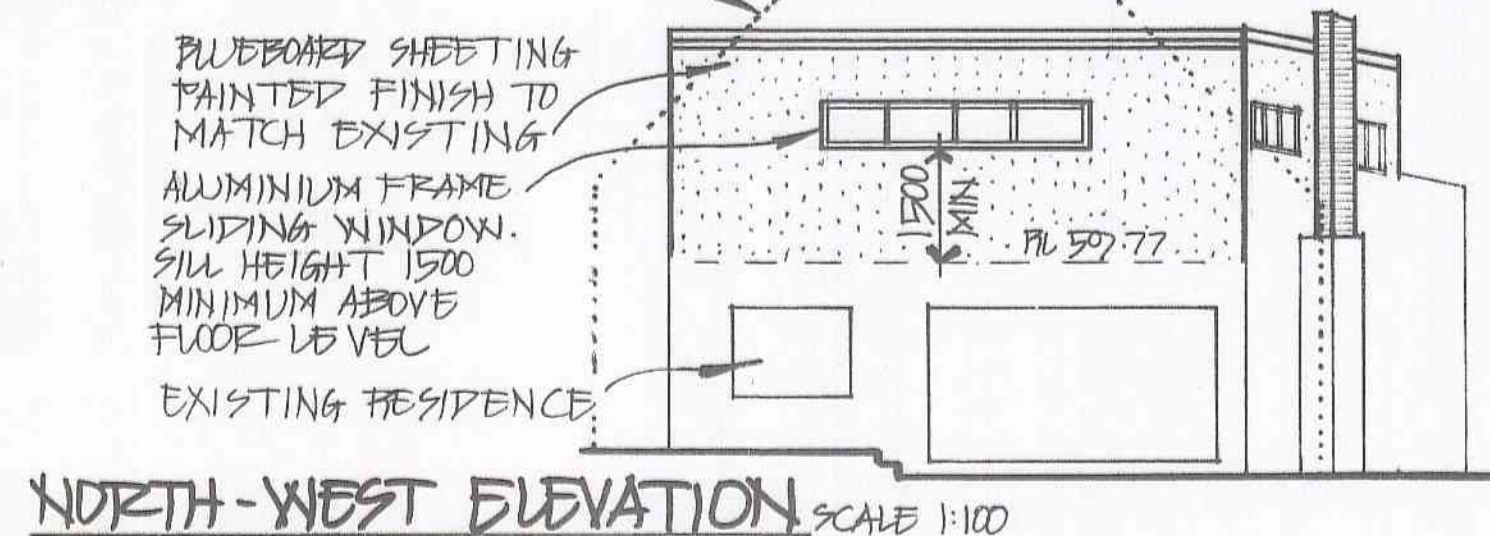 BLUEBOARD SHEETING
PAINTED FINISH TO
MATCH EXISTING
ALUMINIUM FRAME
SLIDING WINDOW.
SILL HEIGHT 1500
MINIMUM ABOVE
FLOOR LEVEL
EXISTING RESIDENCE
1500
MIN
RL 507.77
NORTH-WEST ELEVATION SCALE 1:100